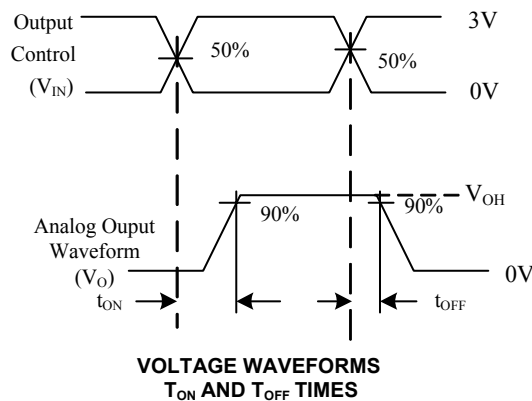 Output
3V
Control
50%
50%
(VIN)
0V
VOH
90%
90%
Analog Ouput
Waveform
(VO)
0V
tON
tOFF
VOLTAGE WAVEFORMS
TON AND TOFF TIMES